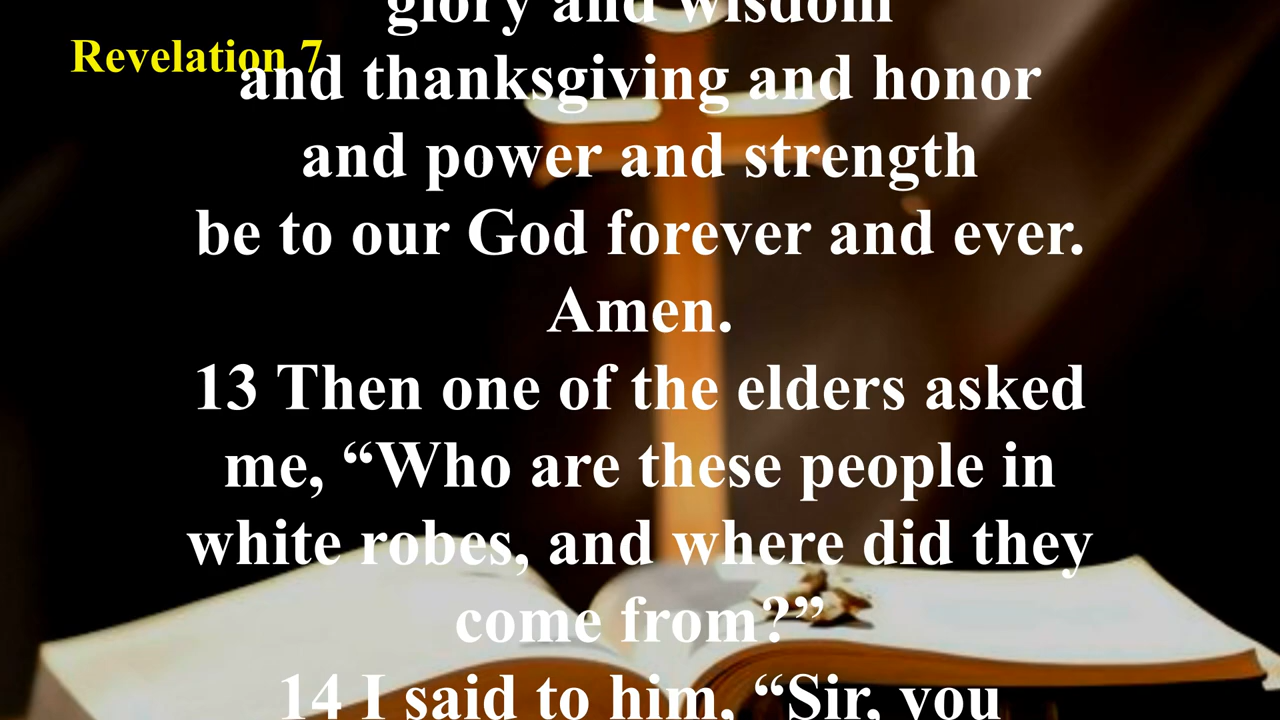 glory and wisdom
Revelation 7
and thanksgiving and honor
and power and strength
be to our God forever and ever.
Amen.
13 Then one of the elders asked
me, “Who are these people in
white robes, and where did they
come from?”
14 I said to him, “Sir, you